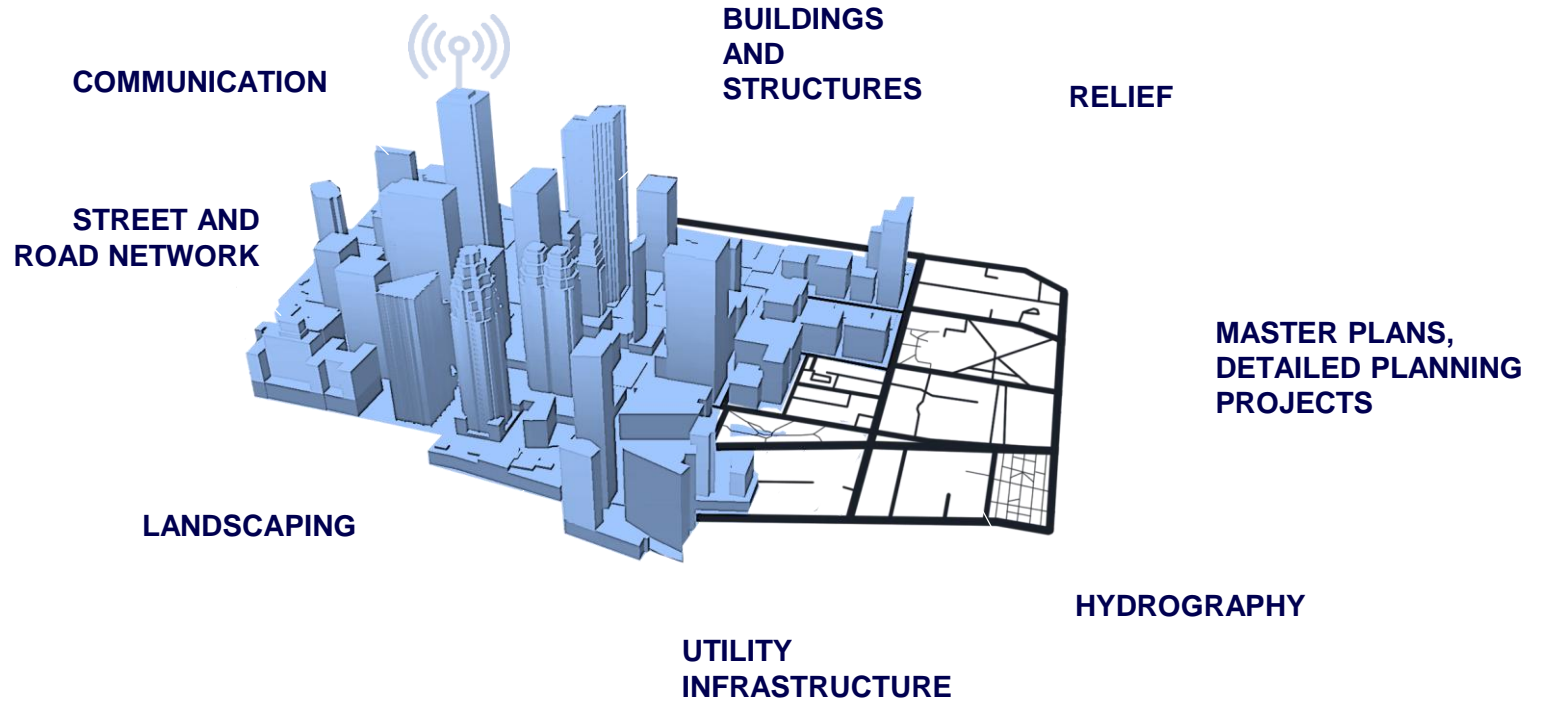 BUILDINGS
AND
STRUCTURES
COMMUNICATION
RELIEF
STREET AND
ROAD NETWORK
MASTER PLANS,
DETAILED PLANNING
PROJECTS
LANDSCAPING
HYDROGRAPHY
UTILITY
INFRASTRUCTURE